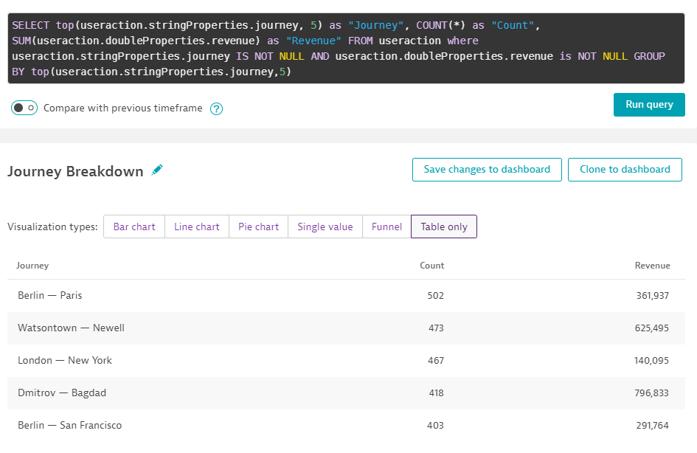 SELECT top(useraction.stringProperties.journey, 5) as "Journey", COUNT(*) as "Count",
SUM(useraction.doubleProperties.revenue) as "Revenue" FROM useraction where
useraction.stringProperties.journey IS NOT NULL AND useraction.doubleProperties.revenue is NOT NULL GROUP
BY top(useraction.stringProperties.journey,5)
Compare with previous timeframe ? Run query
Journey Breakdown Save changes to dashboard Clone to dashboard
Visualization types: Bar chart Line chart Pie chart Single value Funnel Table only
Journey Count Revenue
Berlin — Paris 502 361,937
Watsontown — Newell 473 625,495
London — New York 467 140,095
Dmitrov — Bagdad 418 796,833
Berlin — San Francisco 403 291,764